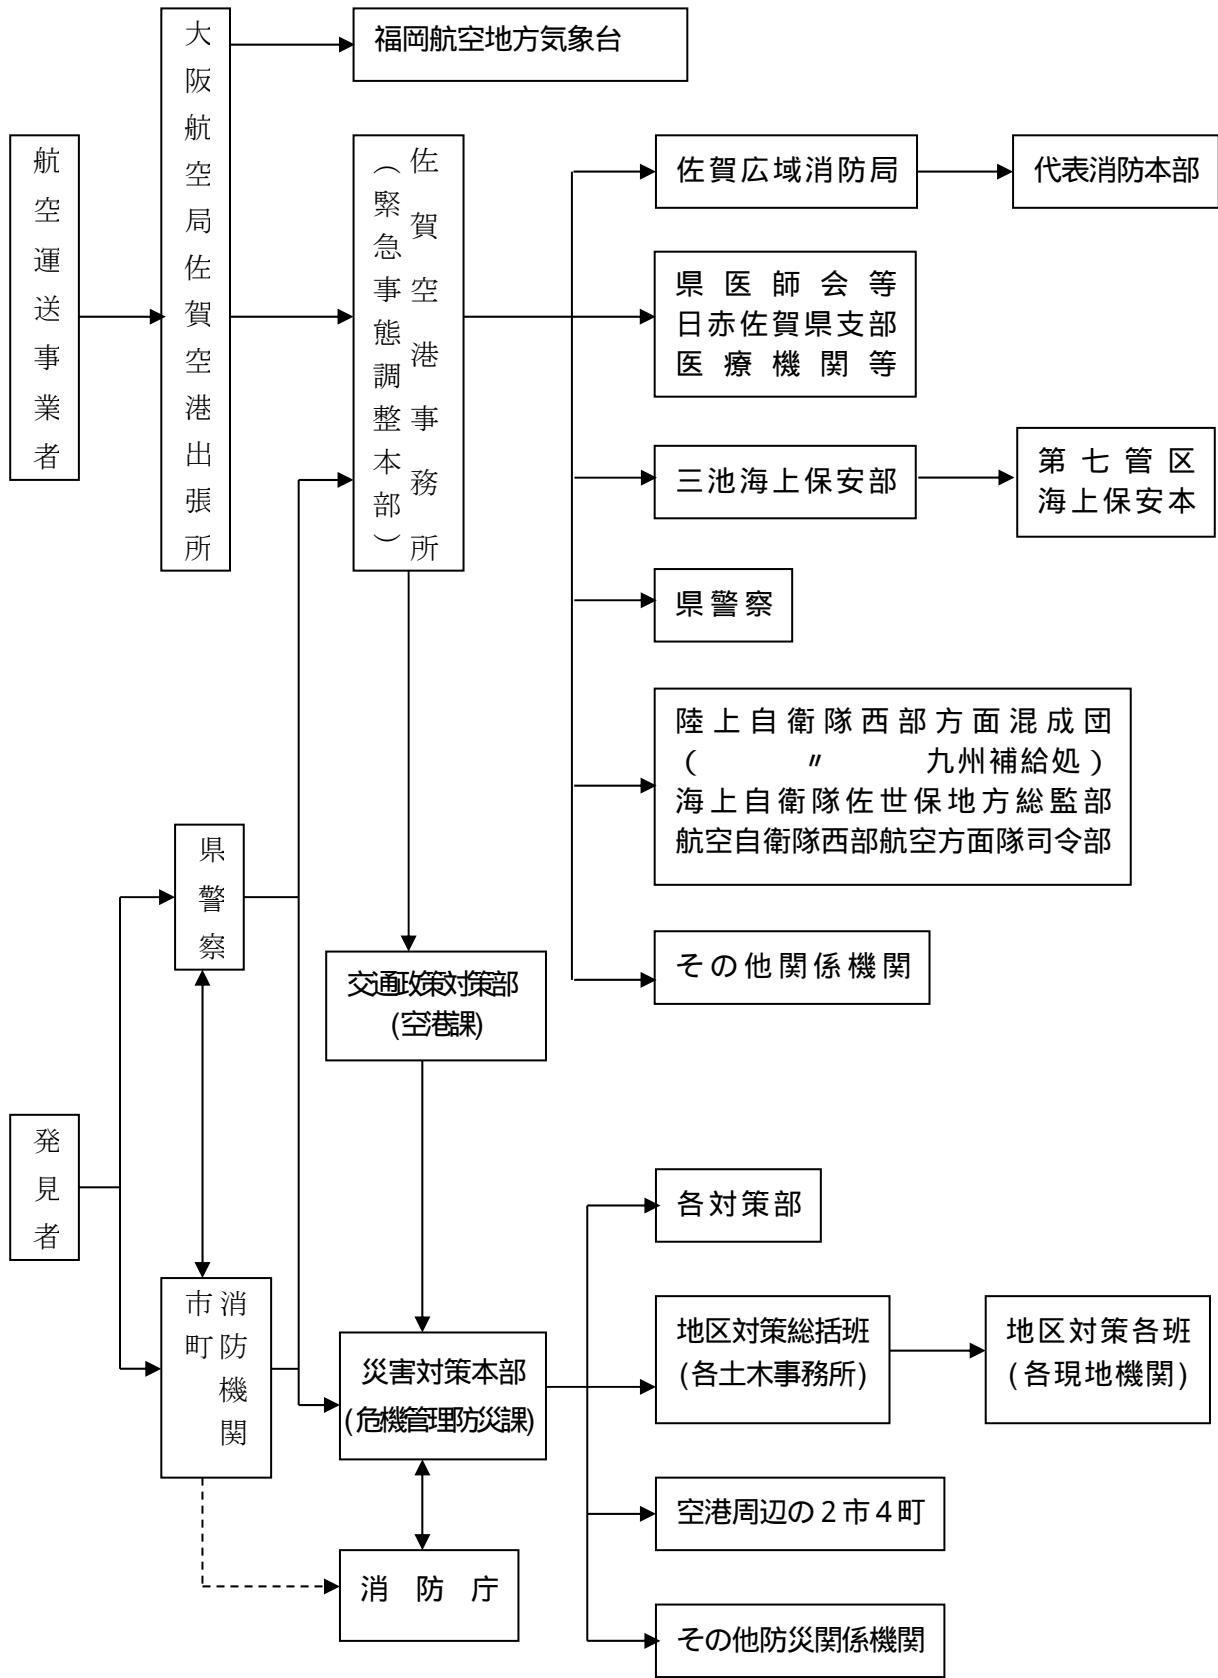 大阪航空局佐賀空港出張所
福岡航空地方気象台
航空運送事業者
佐賀空港事務所
（緊急事態調整本部）
佐賀広域消防局
代表消防本部
県医師会等
日赤佐賀県支部
医療機関等
三池海上保安部
第七管区
海上保安本
県警察
陸上自衛隊西部方面混成団
(　　〃　　九州補給処)
海上自衛隊佐世保地方総監部
航空自衛隊西部航空方面隊司令部
その他関係機関
県警察
交通政策対策部
(空港課)
発見者
消防機関
市町
災害対策本部
(危機管理防災課)
消防庁
各対策部
地区対策総括班
(各土木事務所)
地区対策各班
(各現地機関)
空港周辺の２市４町
その他防災関係機関